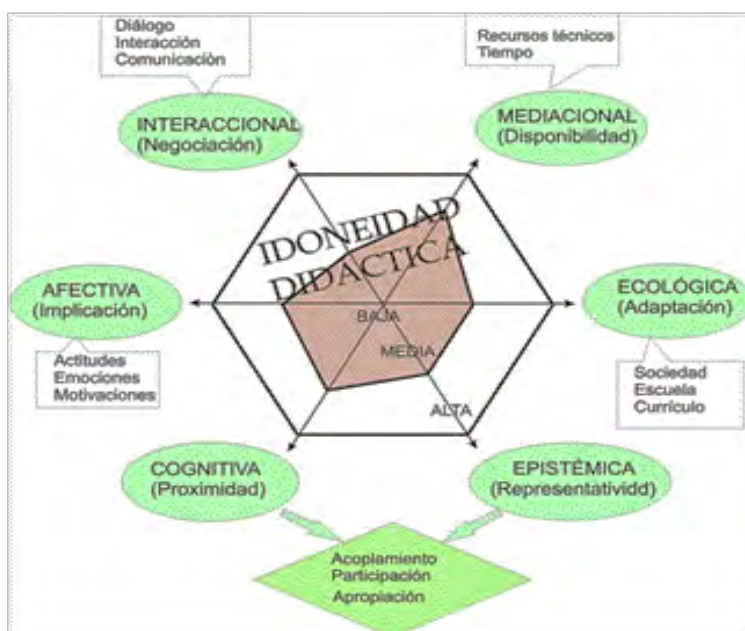 Diálogo
Interacción
Comunicación
Recursos técnicos
Tiempo
INTERACCIONAL
(Negociación)
MEDIACIONAL
(Disponibilidad)
IDONEIDAD
DIDÁCTICA
AFECTIVA
(Implicación)
ECOLÓGICA
(Adaptación)
BAJA
MEDIA
ALTA
Actitudes
Emociones
Motivaciones
Sociedad
Escuela
Currículo
COGNITIVA
(Proximidad)
EPISTÉMICA
(Representatividd)
Acoplamiento
Participación
Apropiación